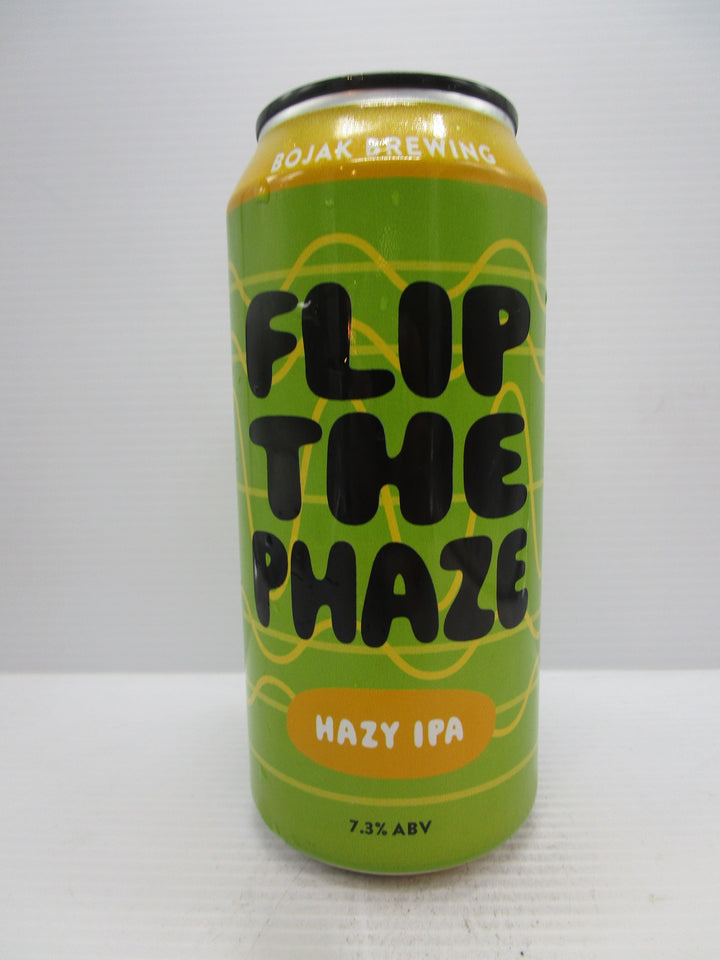 BOJAK BREWING
FLIP
THE
PHAZE
HAZY IPA
7.3% ABV